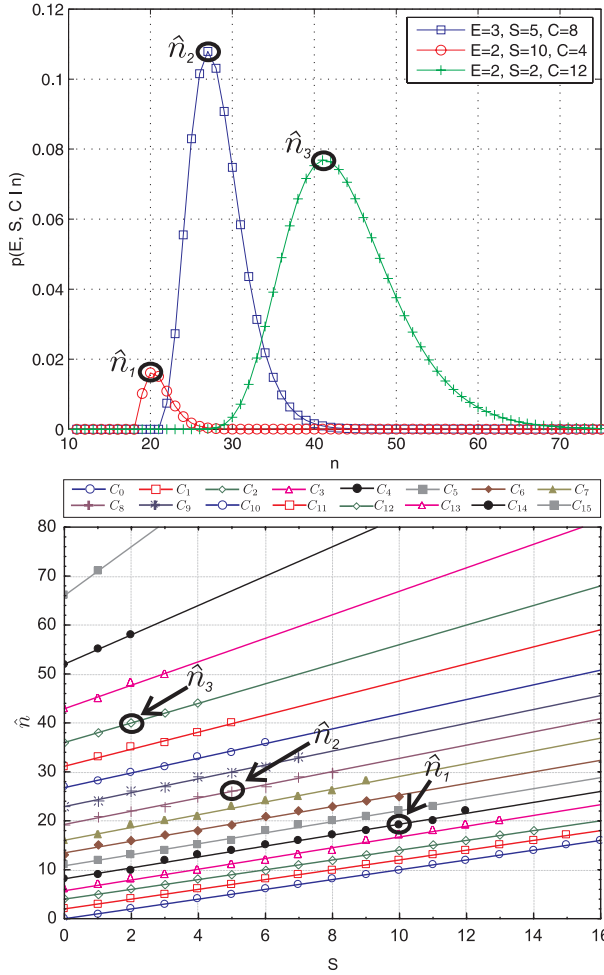 0.12
0.1
0.08
0.06
0.04
0.02
0
p(E, S, C I n)
E=3, S=5, C=8
E=2, S=10, C=4
E=2, S=2, C=12
n̂₂
n̂₃
n̂₁
10 20 30 40 50 60 70
n
C₀ C₁ C₂ C₃ C₄ C₅ C₆ C₇
C₈ C₉ C₁₀ C₁₁ C₁₂ C₁₃ C₁₄ C₁₅
80
70
60
50
40
30
20
10
0
n̂
n̂₃
n̂₂
n̂₁
0 2 4 6 8 10 12 14 16
S